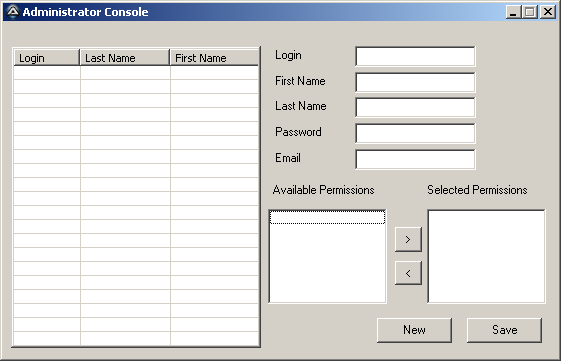 Administrator Console
Login Last Name First Name
Login
First Name
Last Name
Password
Email
Available Permissions Selected Permissions
>
<
New Save